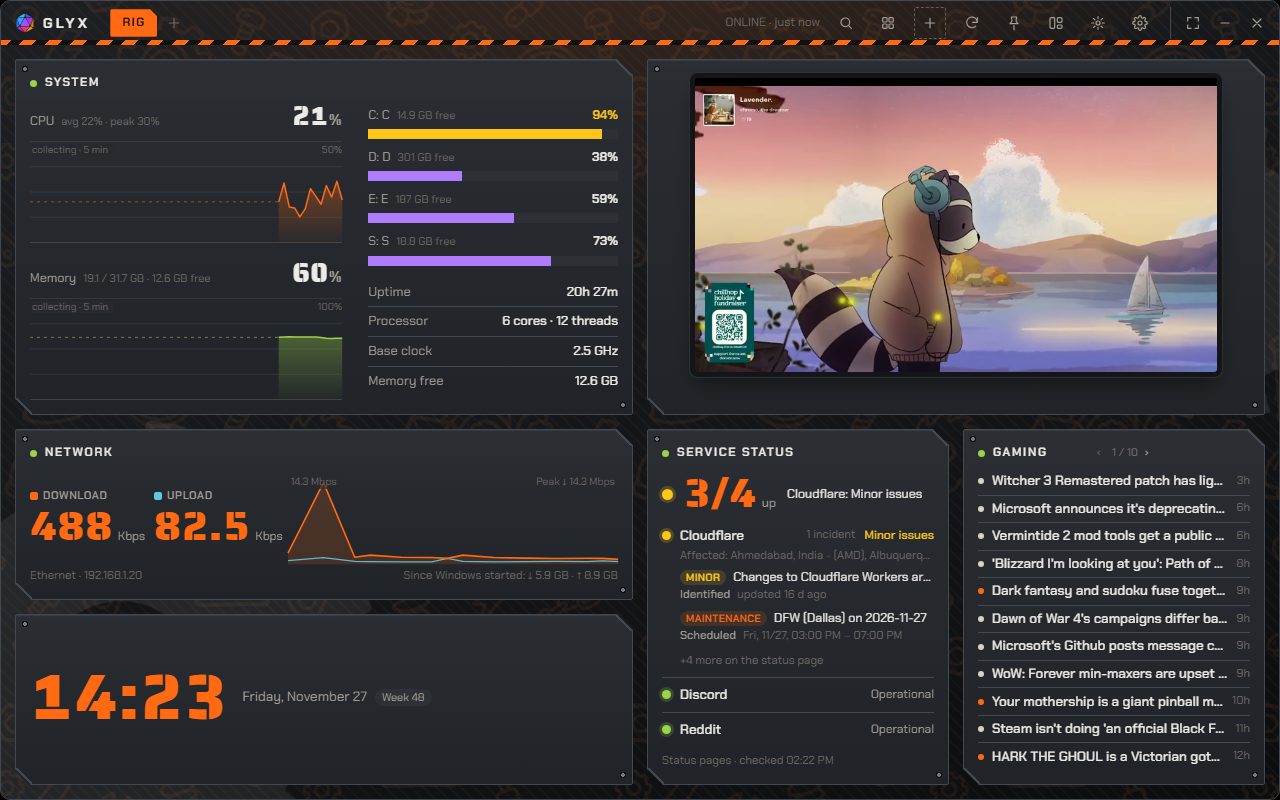 GLYX
RIG
ONLINE · just now
SYSTEM
CPU avg 22% · peak 30% 21%
collecting · 5 min 50%
Memory 19.1 / 31.7 GB · 12.6 GB free 60%
collecting · 5 min 100%
C: C 14.9 GB free 94%
D: D 301 GB free 38%
E: E 187 GB free 59%
S: S 18.8 GB free 73%
Uptime 20h 27m
Processor 6 cores · 12 threads
Base clock 2.5 GHz
Memory free 12.6 GB
Lavender.
chillhop
holiday
fundraiser
NETWORK
DOWNLOAD UPLOAD
488 Kbps 82.5 Kbps
14.3 Mbps Peak ↓ 14.3 Mbps
Ethernet · 192.168.1.20
Since Windows started: ↓ 5.9 GB · ↑ 8.9 GB
14:23 Friday, November 27 Week 48
SERVICE STATUS
3/4 up Cloudflare: Minor issues
Cloudflare 1 incident Minor issues
Affected: Ahmedabad, India - (AMD), Albuquerq...
MINOR Changes to Cloudflare Workers ar...
Identified updated 16 d ago
MAINTENANCE DFW (Dallas) on 2026-11-27
Scheduled Fri, 11/27, 03:00 PM – 07:00 PM
+4 more on the status page
Discord Operational
Reddit Operational
Status pages · checked 02:22 PM
GAMING ‹ 1 / 10 ›
Witcher 3 Remastered patch has lig... 3h
Microsoft announces it's deprecatin... 6h
Vermintide 2 mod tools get a public ... 6h
'Blizzard I'm looking at you': Path of ... 8h
Dark fantasy and sudoku fuse toget... 9h
Dawn of War 4's campaigns differ ba... 9h
Microsoft's Github posts message c... 9h
WoW: Forever min-maxers are upset ... 9h
Your mothership is a giant pinball m... 10h
Steam isn't doing 'an official Black F... 11h
HARK THE GHOUL is a Victorian got... 12h